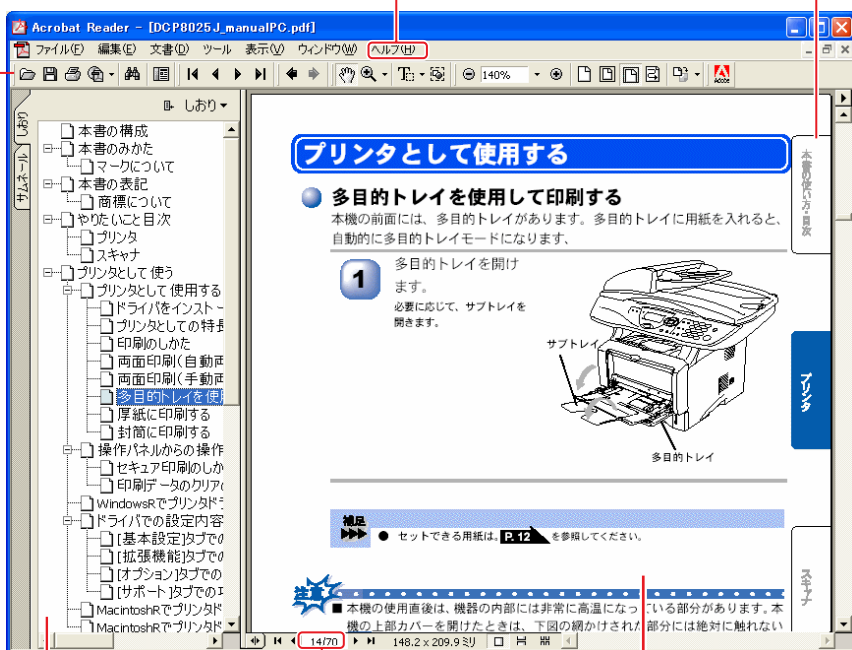 Acrobat Reader - [DCP8025J_manualPC.pdf]
ファイル(F) 編集(E) 文書(D) ツール 表示(V) ウィンドウ(W) ヘルプ(H)
140%
しおり
サムネール
しおり
本書の構成
本書のみかた
マークについて
本書の表記
商標について
やりたいこと目次
プリンタ
スキャナ
プリンタとして使う
プリンタとして使用する
ドライバをインストー
プリンタとしての特長
印刷のしかた
両面印刷(自動両
両面印刷(手動両
多目的トレイを使用
厚紙に印刷する
封筒に印刷する
操作パネルからの操作
セキュア印刷のしか
印刷データのクリア
WindowsRでプリンタド
ドライバでの設定内容
[基本設定]タブでの
[拡張機能]タブでの
[オプション]タブでの
[サポート]タブでの
MacintoshRでプリンタド
MacintoshRでプリンタド
プリンタとして使用する
多目的トレイを使用して印刷する
本機の前面には、多目的トレイがあります。多目的トレイに用紙を入れると、
自動的に多目的トレイモードになります、
1
多目的トレイを開け
ます。
必要に応じて、サブトレイを
開きます。
サブトレイ
多目的トレイ
補足
● セットできる用紙は。P.12 を参照してください。
注意
■ 本機の使用直後は、機器の内部には非常に高温になっている部分があります。本
機の上部カバーを開けたときは、下図の網かけされた部分には絶対に触れない
本書の使い方・目次
プリンタ
スキャナ
14/70
148.2 x 209.9 ミリ